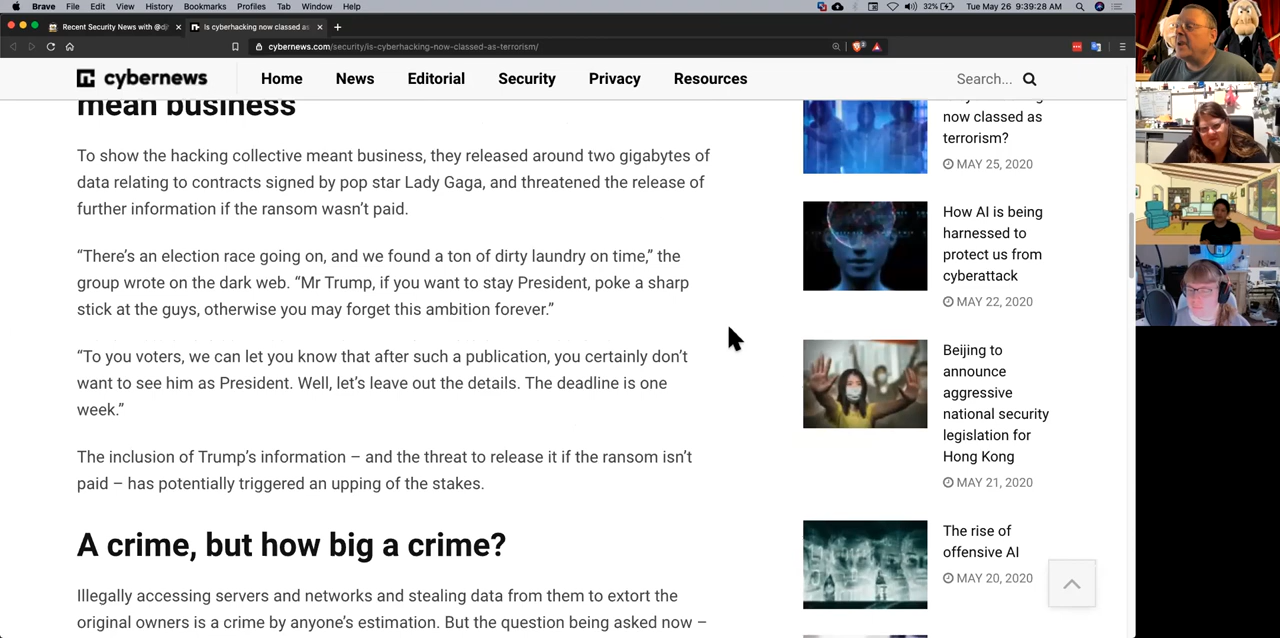 Brave File Edit View History Bookmarks Profiles Tab Window Help
32% Tue May 26 9:39:28 AM
Recent Security News with @dj
Is cyberhacking now classed as
cybernews.com/security/is-cyberhacking-now-classed-as-terrorism/
cybernews
Home News Editorial Security Privacy Resources
Search...
mean business
To show the hacking collective meant business, they released around two gigabytes of
data relating to contracts signed by pop star Lady Gaga, and threatened the release of
further information if the ransom wasn’t paid.
“There’s an election race going on, and we found a ton of dirty laundry on time,” the
group wrote on the dark web. “Mr Trump, if you want to stay President, poke a sharp
stick at the guys, otherwise you may forget this ambition forever.”
“To you voters, we can let you know that after such a publication, you certainly don’t
want to see him as President. Well, let’s leave out the details. The deadline is one
week.”
The inclusion of Trump’s information – and the threat to release it if the ransom isn’t
paid – has potentially triggered an upping of the stakes.
A crime, but how big a crime?
Illegally accessing servers and networks and stealing data from them to extort the
original owners is a crime by anyone’s estimation. But the question being asked now –
now classed as
terrorism?
MAY 25, 2020
How AI is being
harnessed to
protect us from
cyberattack
MAY 22, 2020
Beijing to
announce
aggressive
national security
legislation for
Hong Kong
MAY 21, 2020
The rise of
offensive AI
MAY 20, 2020